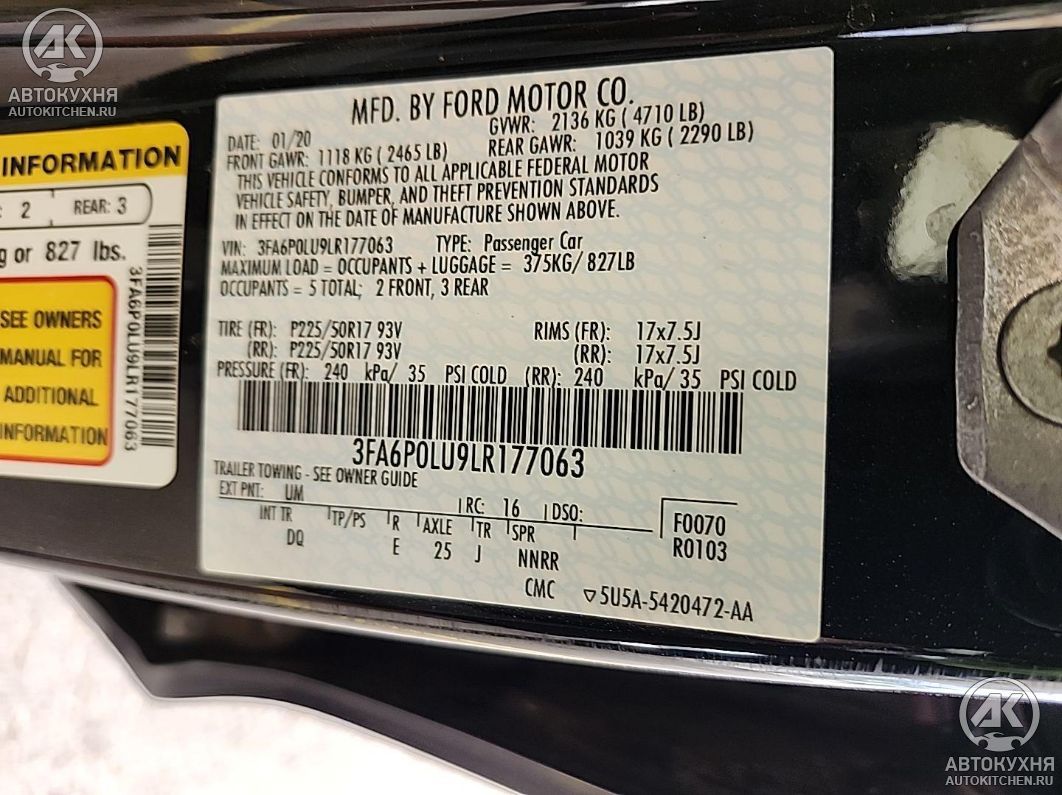 АВТОКУХНЯ
AUTOKITCHEN.RU
INFORMATION
2 REAR: 3
g or 827 lbs.
SEE OWNERS
MANUAL FOR
ADDITIONAL
INFORMATION
3FA6P0LU9LR177063
MFD. BY FORD MOTOR CO.
DATE: 01/20 GVWR: 2136 KG ( 4710 LB)
FRONT GAWR: 1118 KG ( 2465 LB) REAR GAWR: 1039 KG ( 2290 LB)
THIS VEHICLE CONFORMS TO ALL APPLICABLE FEDERAL MOTOR
VEHICLE SAFETY, BUMPER, AND THEFT PREVENTION STANDARDS
IN EFFECT ON THE DATE OF MANUFACTURE SHOWN ABOVE.
VIN: 3FA6P0LU9LR177063 TYPE: Passenger Car
MAXIMUM LOAD = OCCUPANTS + LUGGAGE = 375KG/ 827LB
OCCUPANTS = 5 TOTAL; 2 FRONT, 3 REAR
TIRE (FR): P225/50R17 93V RIMS (FR): 17x7.5J
(RR): P225/50R17 93V (RR): 17x7.5J
PRESSURE (FR): 240 kPa/ 35 PSI COLD (RR): 240 kPa/ 35 PSI COLD
3FA6P0LU9LR177063
TRAILER TOWING - SEE OWNER GUIDE
EXT PNT: UM RC: 16 DSO: F0070
INT TR TP/PS R AXLE TR SPR R0103
DQ E 25 J NNRR
CMC ▽5U5A-5420472-AA
АВТОКУХНЯ
AUTOKITCHEN.RU